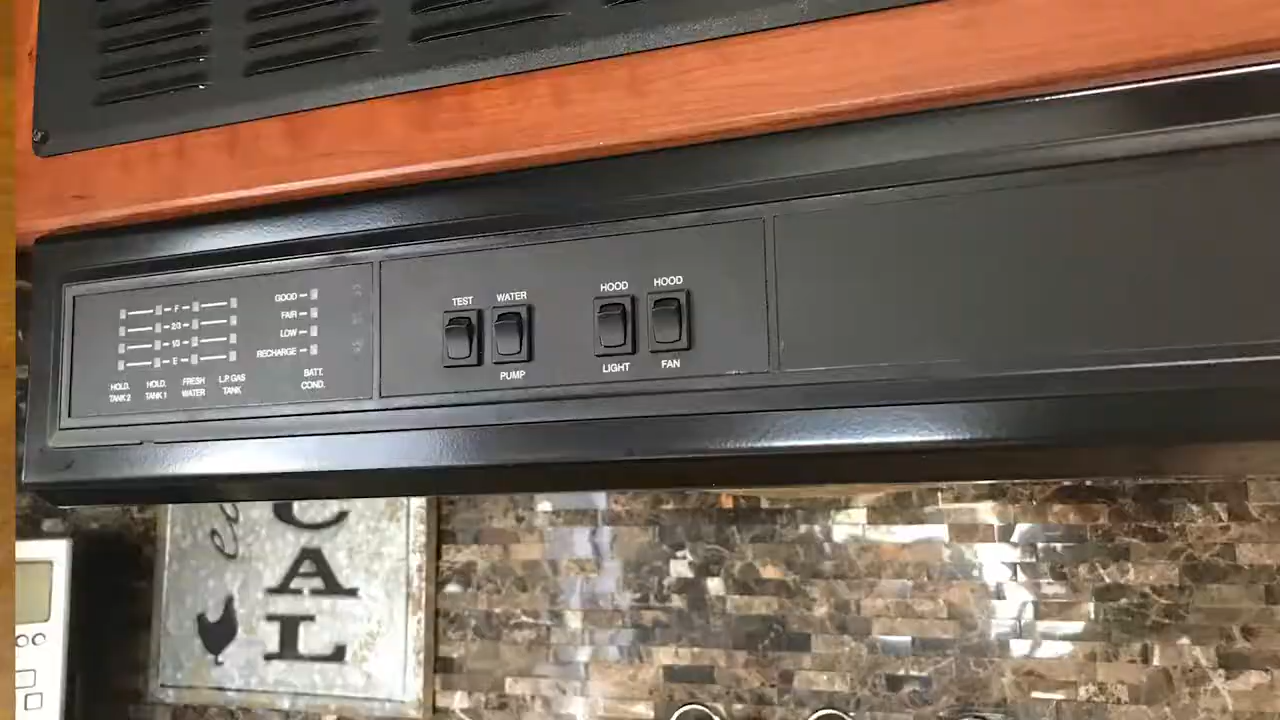 F
2/3
1/3
E
HOLD. TANK 2
HOLD. TANK 1
FRESH WATER
L.P. GAS TANK
GOOD
FAIR
LOW
RECHARGE
BATT. COND.
TEST
WATER
PUMP
HOOD
LIGHT
HOOD
FAN
CAL